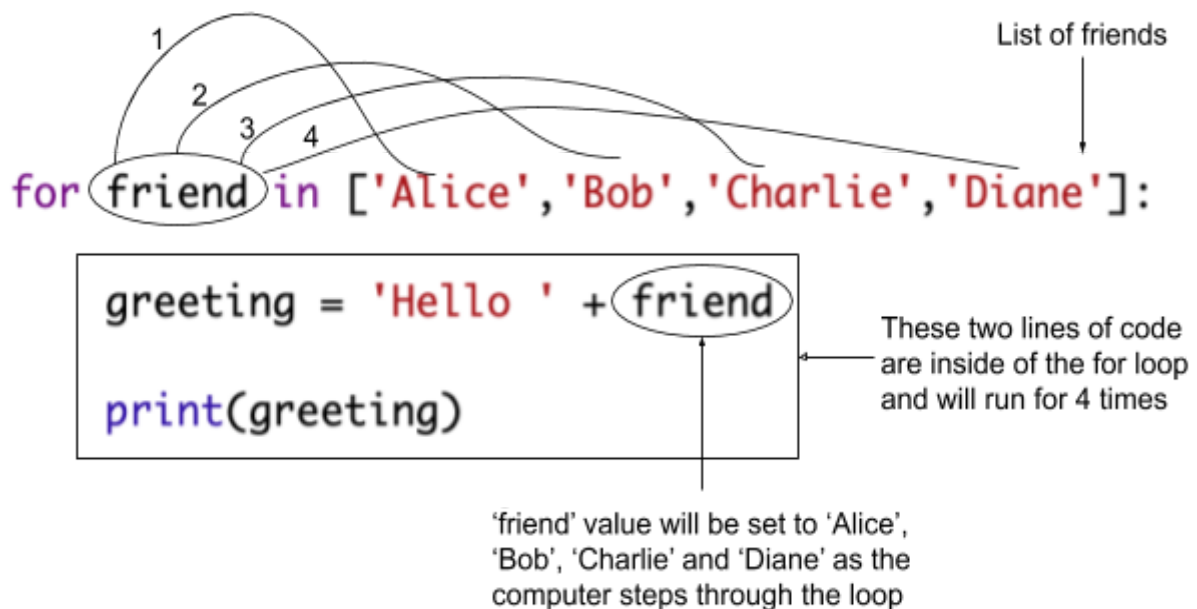 1
List of friends
2
3
4
for friend in ['Alice','Bob','Charlie','Diane']:
greeting = 'Hello ' + friend
These two lines of code
are inside of the for loop
and will run for 4 times
print(greeting)
‘friend’ value will be set to ‘Alice’,
‘Bob’, ‘Charlie’ and ‘Diane’ as the
computer steps through the loop